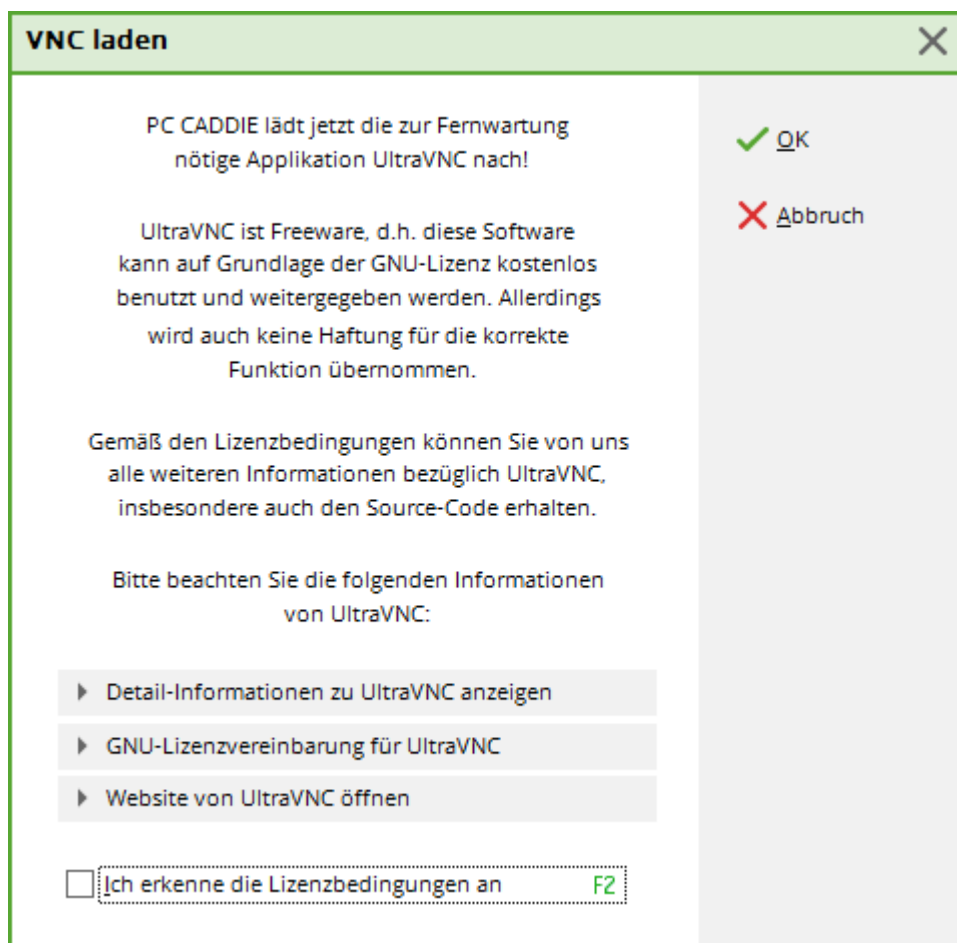 VNC laden
PC CADDIE lädt jetzt die zur Fernwartung
nötige Applikation UltraVNC nach!
UltraVNC ist Freeware, d.h. diese Software
kann auf Grundlage der GNU-Lizenz kostenlos
benutzt und weitergegeben werden. Allerdings
wird auch keine Haftung für die korrekte
Funktion übernommen.
Gemäß den Lizenzbedingungen können Sie von uns
alle weiteren Informationen bezüglich UltraVNC,
insbesondere auch den Source-Code erhalten.
Bitte beachten Sie die folgenden Informationen
von UltraVNC:
Detail-Informationen zu UltraVNC anzeigen
GNU-Lizenzvereinbarung für UltraVNC
Website von UltraVNC öffnen
Ich erkenne die Lizenzbedingungen an F2
OK
Abbruch